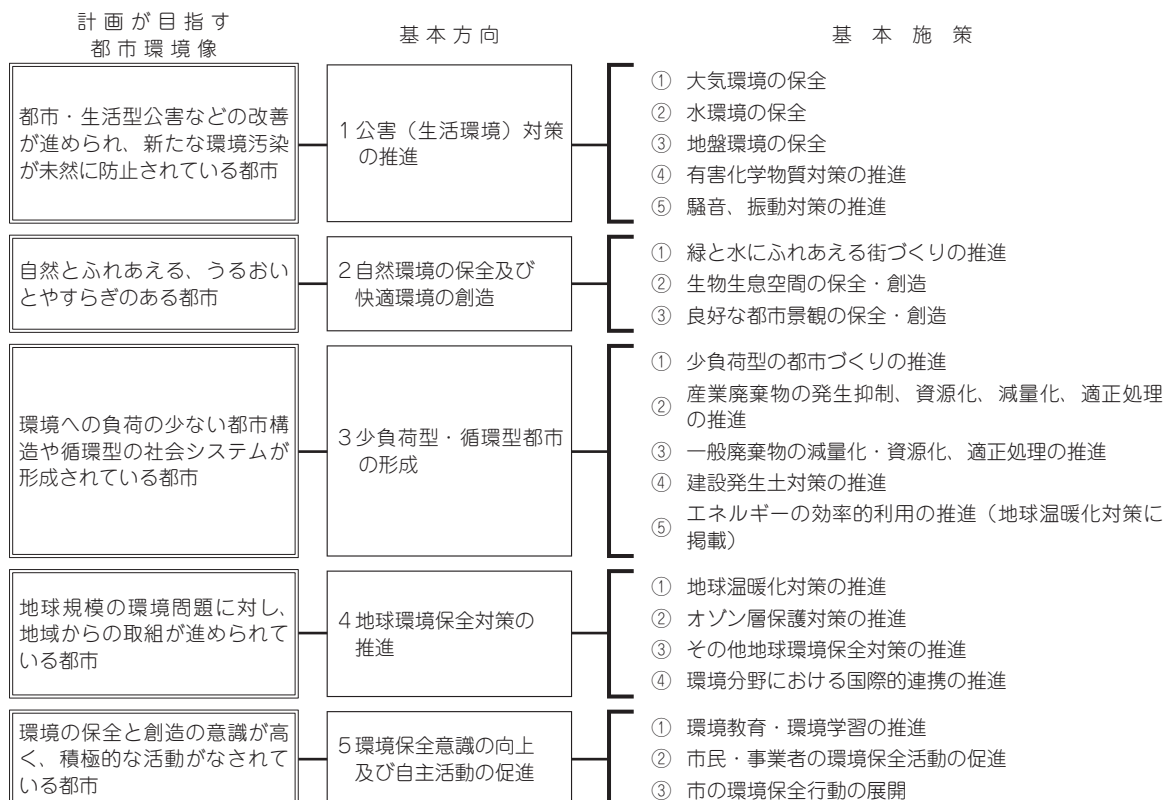 計画が目指す
都市環境像
基本方向
基本施策
都市・生活型公害などの改善
が進められ、新たな環境汚染
が未然に防止されている都市
1公害（生活環境）対策
の推進
① 大気環境の保全
② 水環境の保全
③ 地盤環境の保全
④ 有害化学物質対策の推進
⑤ 騒音、振動対策の推進
自然とふれあえる、うるおい
とやすらぎのある都市
2自然環境の保全及び
快適環境の創造
① 緑と水にふれあえる街づくりの推進
② 生物生息空間の保全・創造
③ 良好な都市景観の保全・創造
環境への負荷の少ない都市構
造や循環型の社会システムが
形成されている都市
3少負荷型・循環型都市
の形成
① 少負荷型の都市づくりの推進
② 産業廃棄物の発生抑制、資源化、減量化、適正処理
の推進
③ 一般廃棄物の減量化・資源化、適正処理の推進
④ 建設発生土対策の推進
⑤ エネルギーの効率的利用の推進（地球温暖化対策に
掲載）
地球規模の環境問題に対し、
地域からの取組が進められて
いる都市
4地球環境保全対策の
推進
① 地球温暖化対策の推進
② オゾン層保護対策の推進
③ その他地球環境保全対策の推進
④ 環境分野における国際的連携の推進
環境の保全と創造の意識が高
く、積極的な活動がなされて
いる都市
5環境保全意識の向上
及び自主活動の促進
① 環境教育・環境学習の推進
② 市民・事業者の環境保全活動の促進
③ 市の環境保全行動の展開